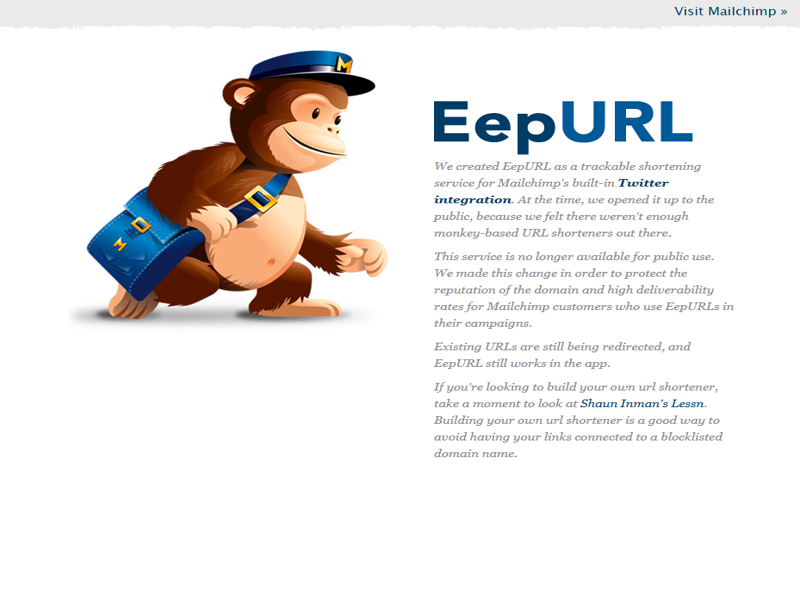 Visit Mailchimp »
M
M
EepURL
We created EepURL as a trackable shortening
service for Mailchimp's built-in Twitter
integration. At the time, we opened it up to the
public, because we felt there weren't enough
monkey-based URL shorteners out there.
This service is no longer available for public use.
We made this change in order to protect the
reputation of the domain and high deliverability
rates for Mailchimp customers who use EepURLs in
their campaigns.
Existing URLs are still being redirected, and
EepURL still works in the app.
If you're looking to build your own url shortener,
take a moment to look at Shaun Inman's Lessn.
Building your own url shortener is a good way to
avoid having your links connected to a blocklisted
domain name.